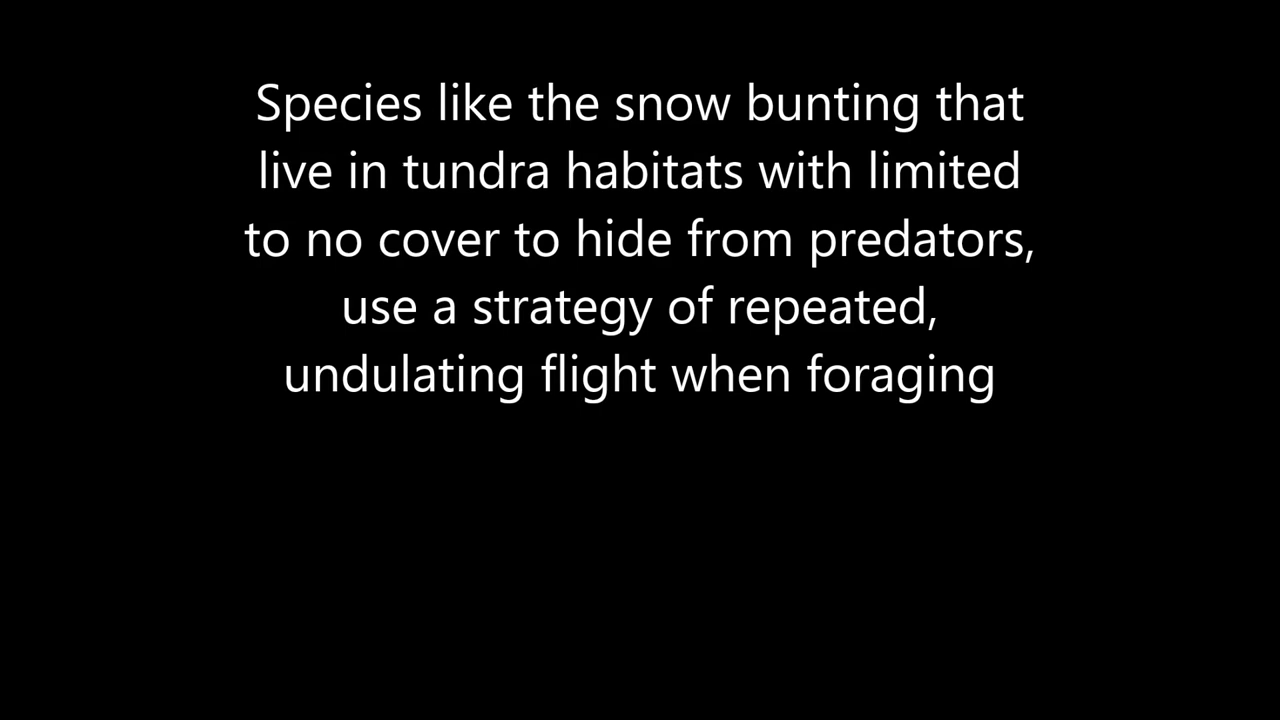 Species like the snow bunting that
live in tundra habitats with limited
to no cover to hide from predators,
use a strategy of repeated,
undulating flight when foraging